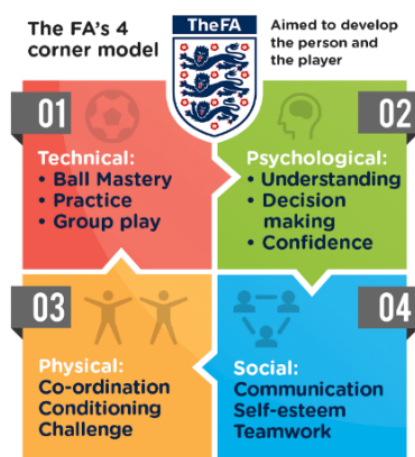 The FA's 4
corner model
TheFA
Aimed to develop
the person and
the player
01
Technical:
• Ball Mastery
• Practice
• Group play
02
Psychological:
• Understanding
• Decision
making
• Confidence
03
Physical:
Co-ordination
Conditioning
Challenge
04
Social:
Communication
Self-esteem
Teamwork